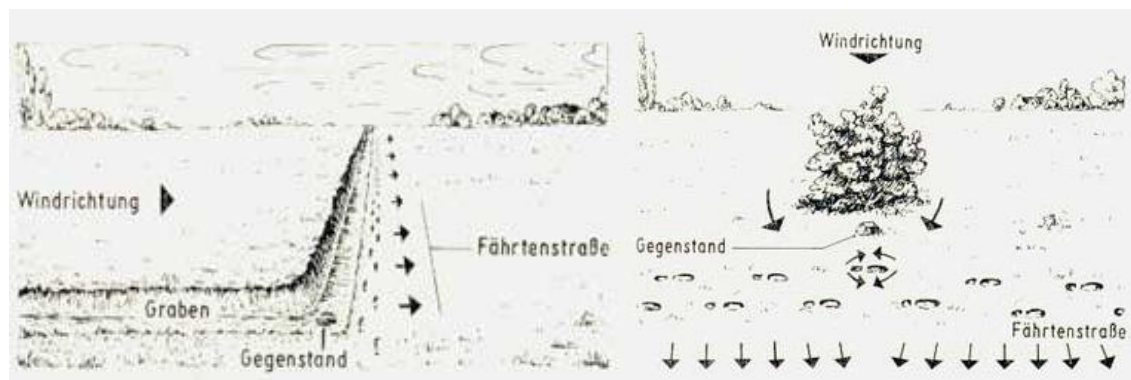 Windrichtung
Fährtenstraße
Graben
Gegenstand
Windrichtung
Gegenstand
Fährtenstraße